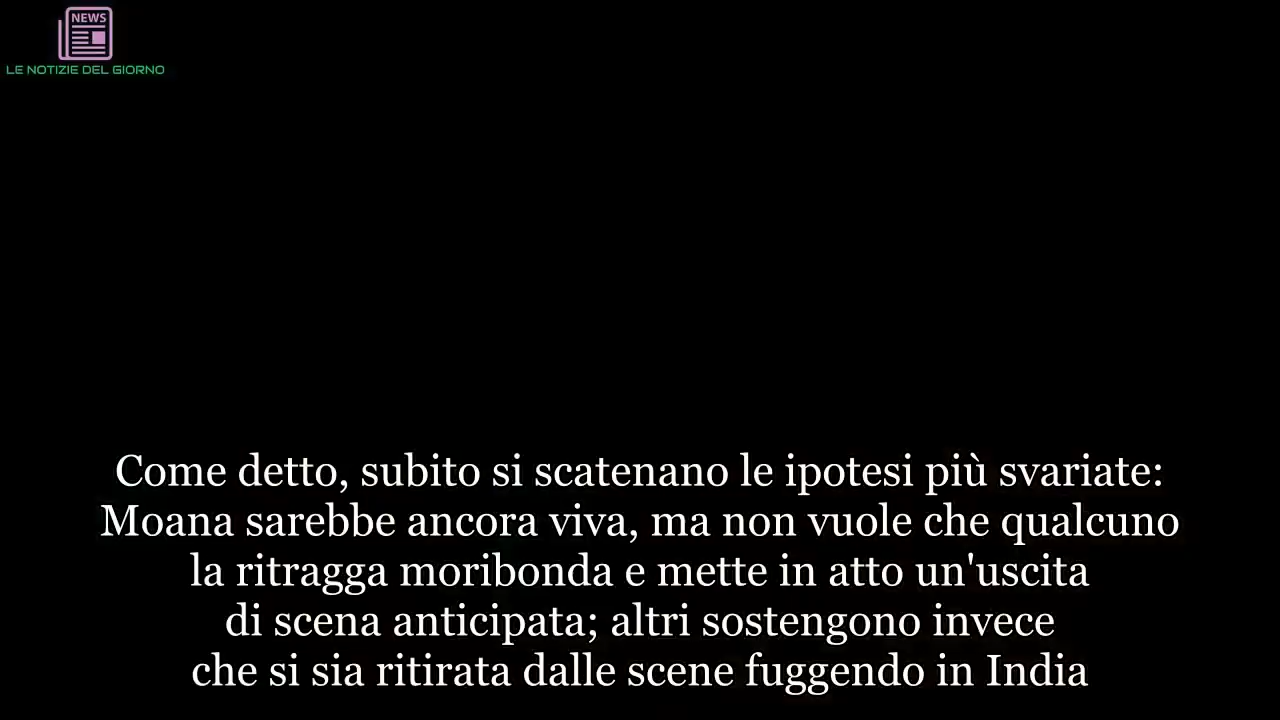 NEWS
LE NOTIZIE DEL GIORNO
Come detto, subito si scatenano le ipotesi più svariate:
Moana sarebbe ancora viva, ma non vuole che qualcuno
la ritragga moribonda e mette in atto un'uscita
di scena anticipata; altri sostengono invece
che si sia ritirata dalle scene fuggendo in India